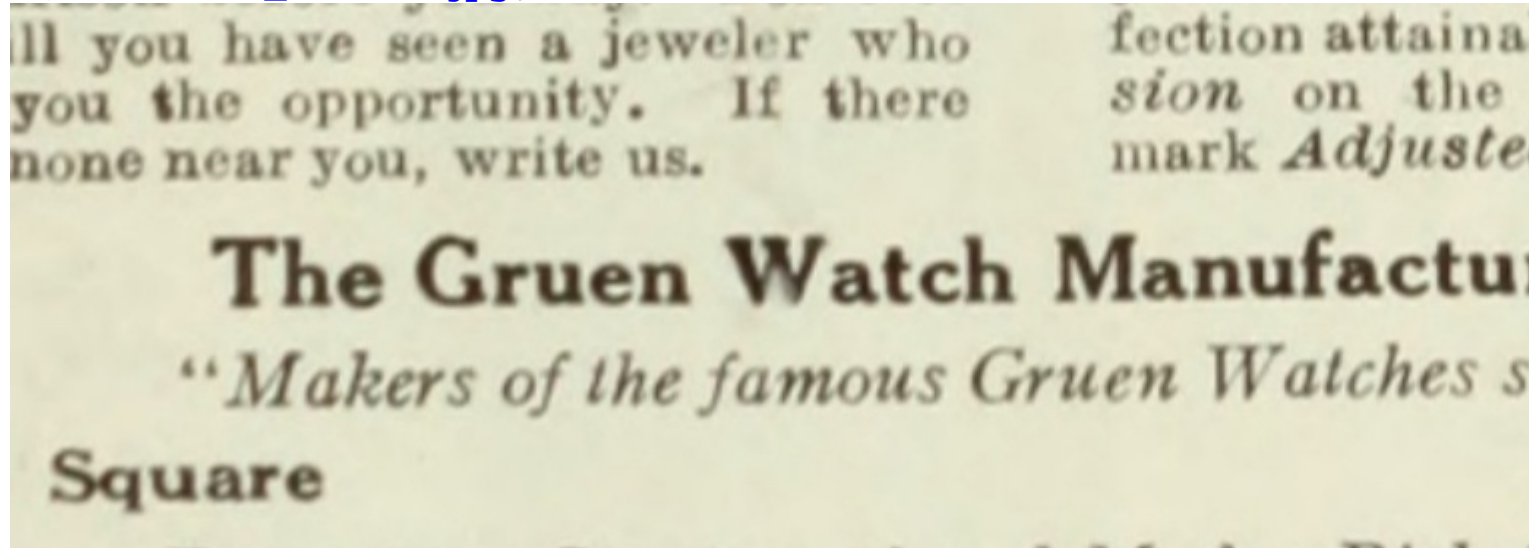 ll you have seen a jeweler who
you the opportunity. If there
none near you, write us.
fection attaina
sion on the
mark Adjuste
The Gruen Watch Manufactu
"Makers of the famous Gruen Watches s
Square